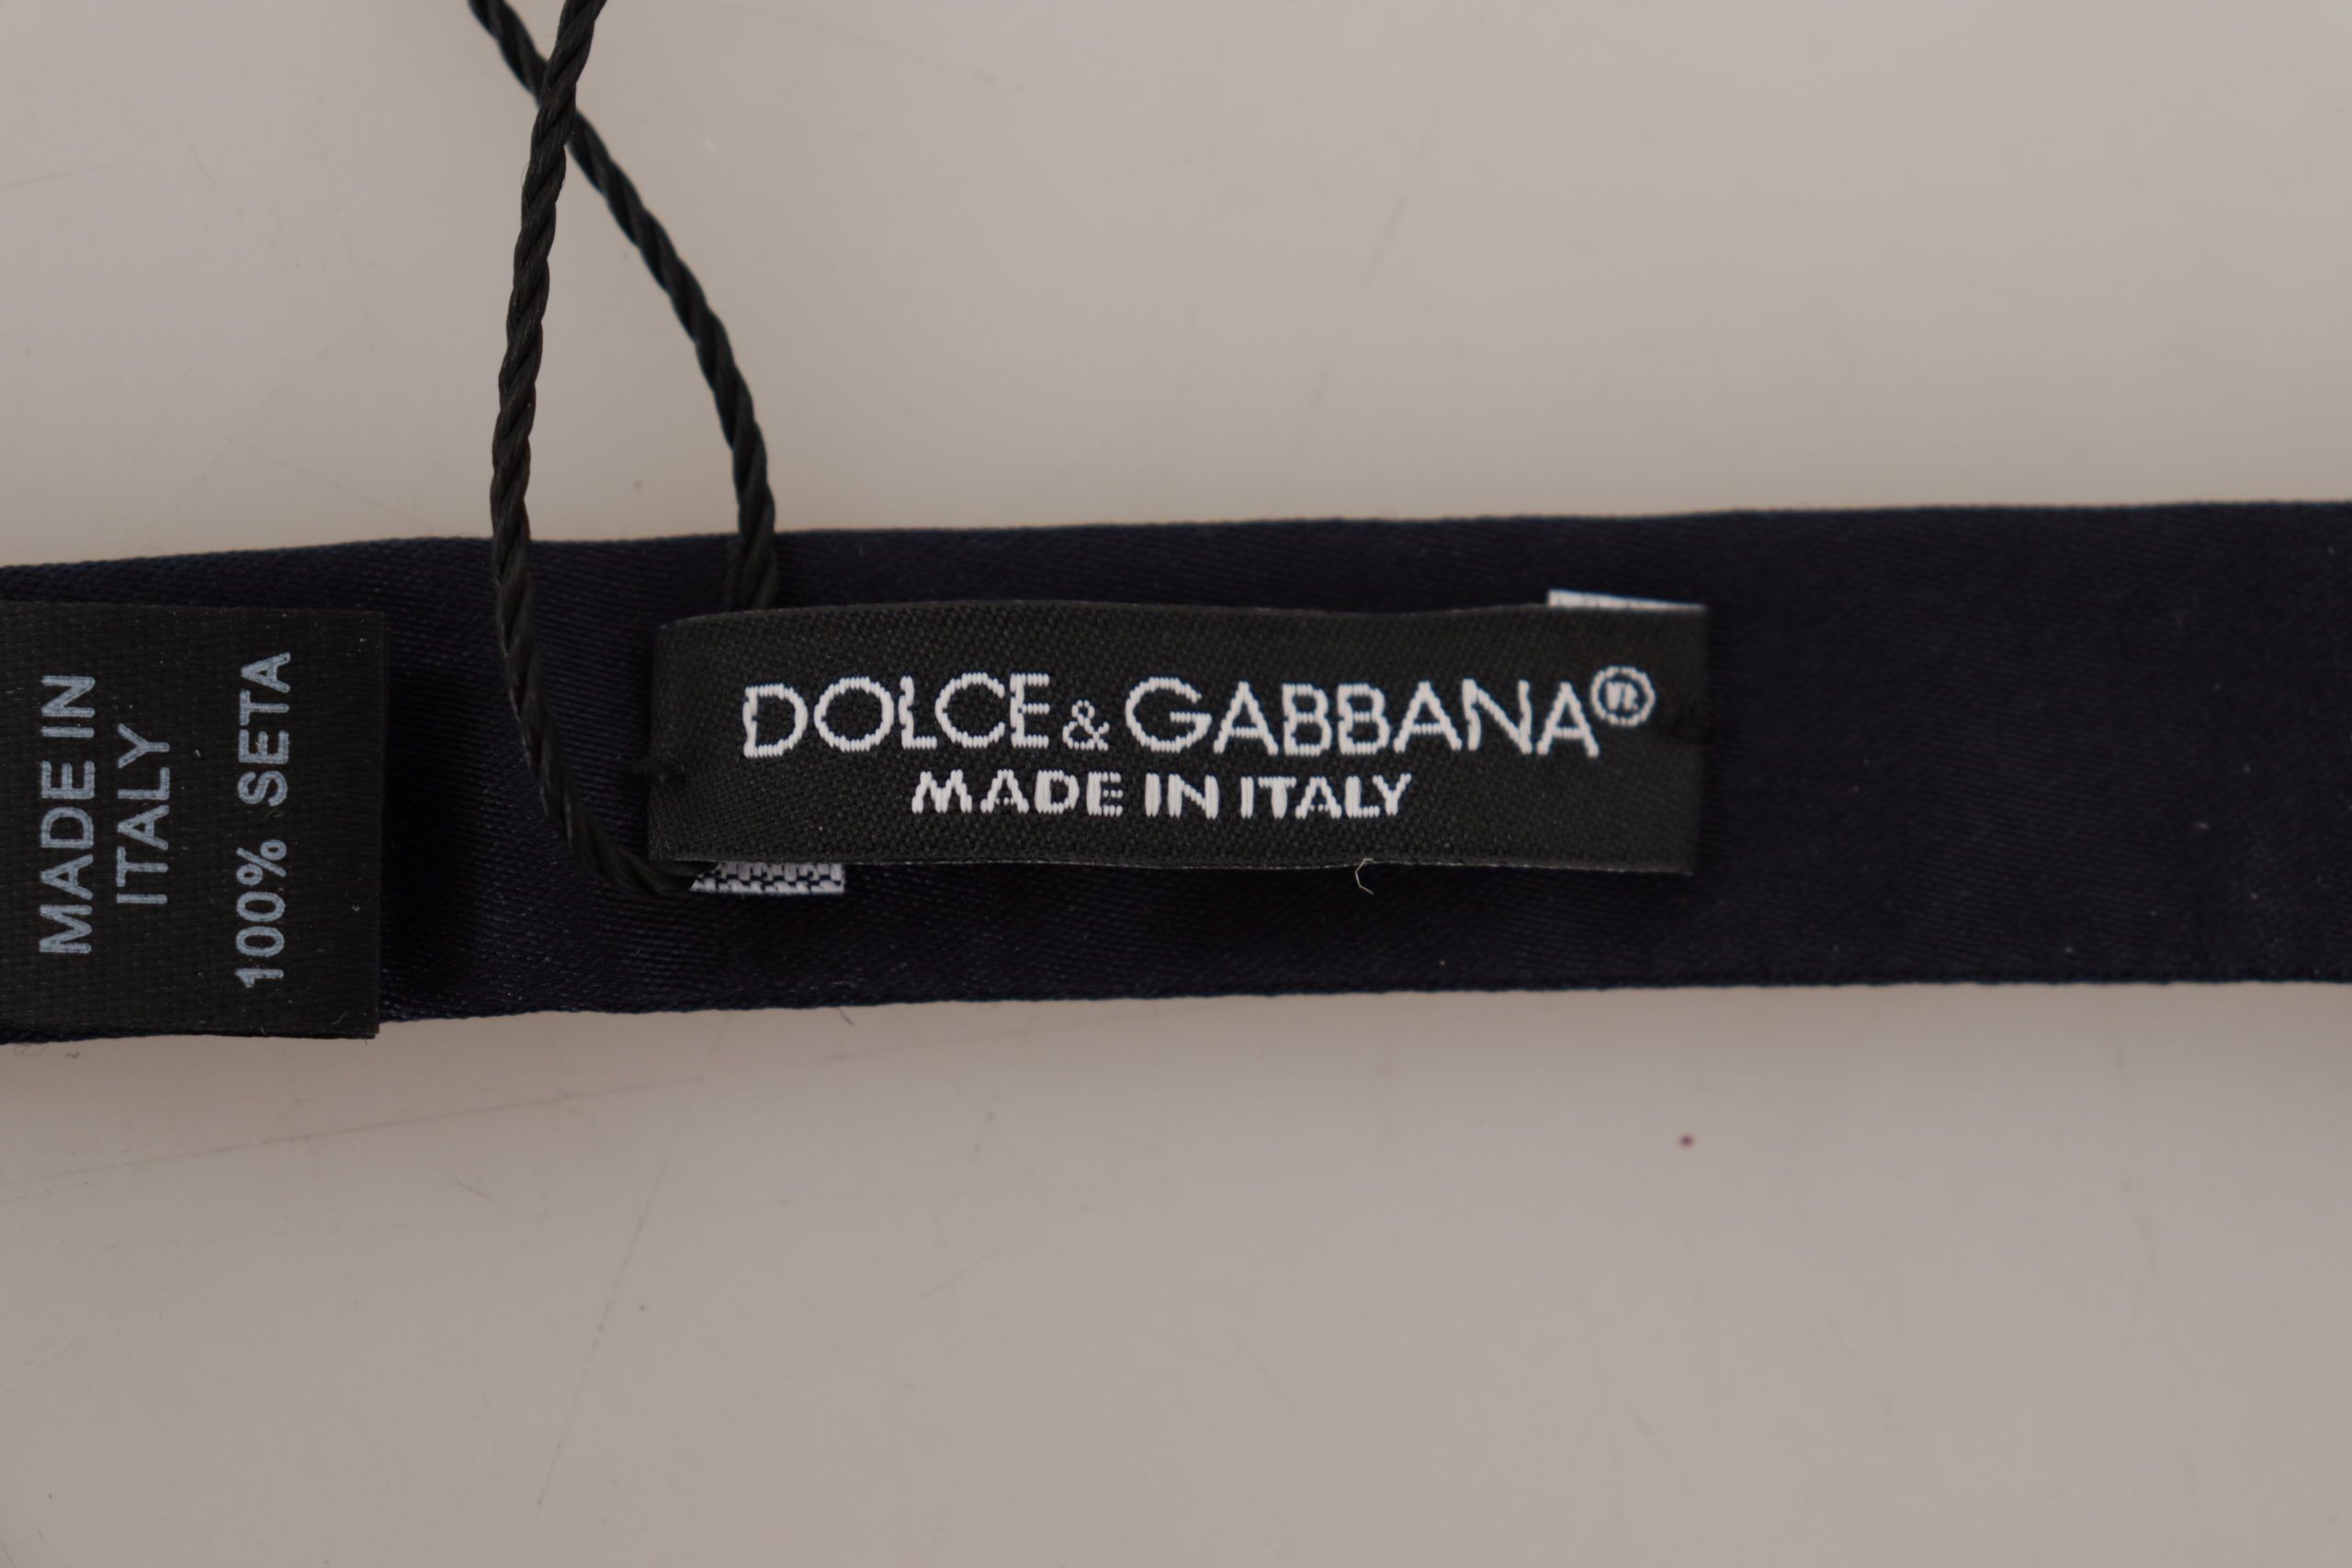 MADE IN
ITALY
100% SETA
DOLCE & GABBANA®
MADE IN ITALY